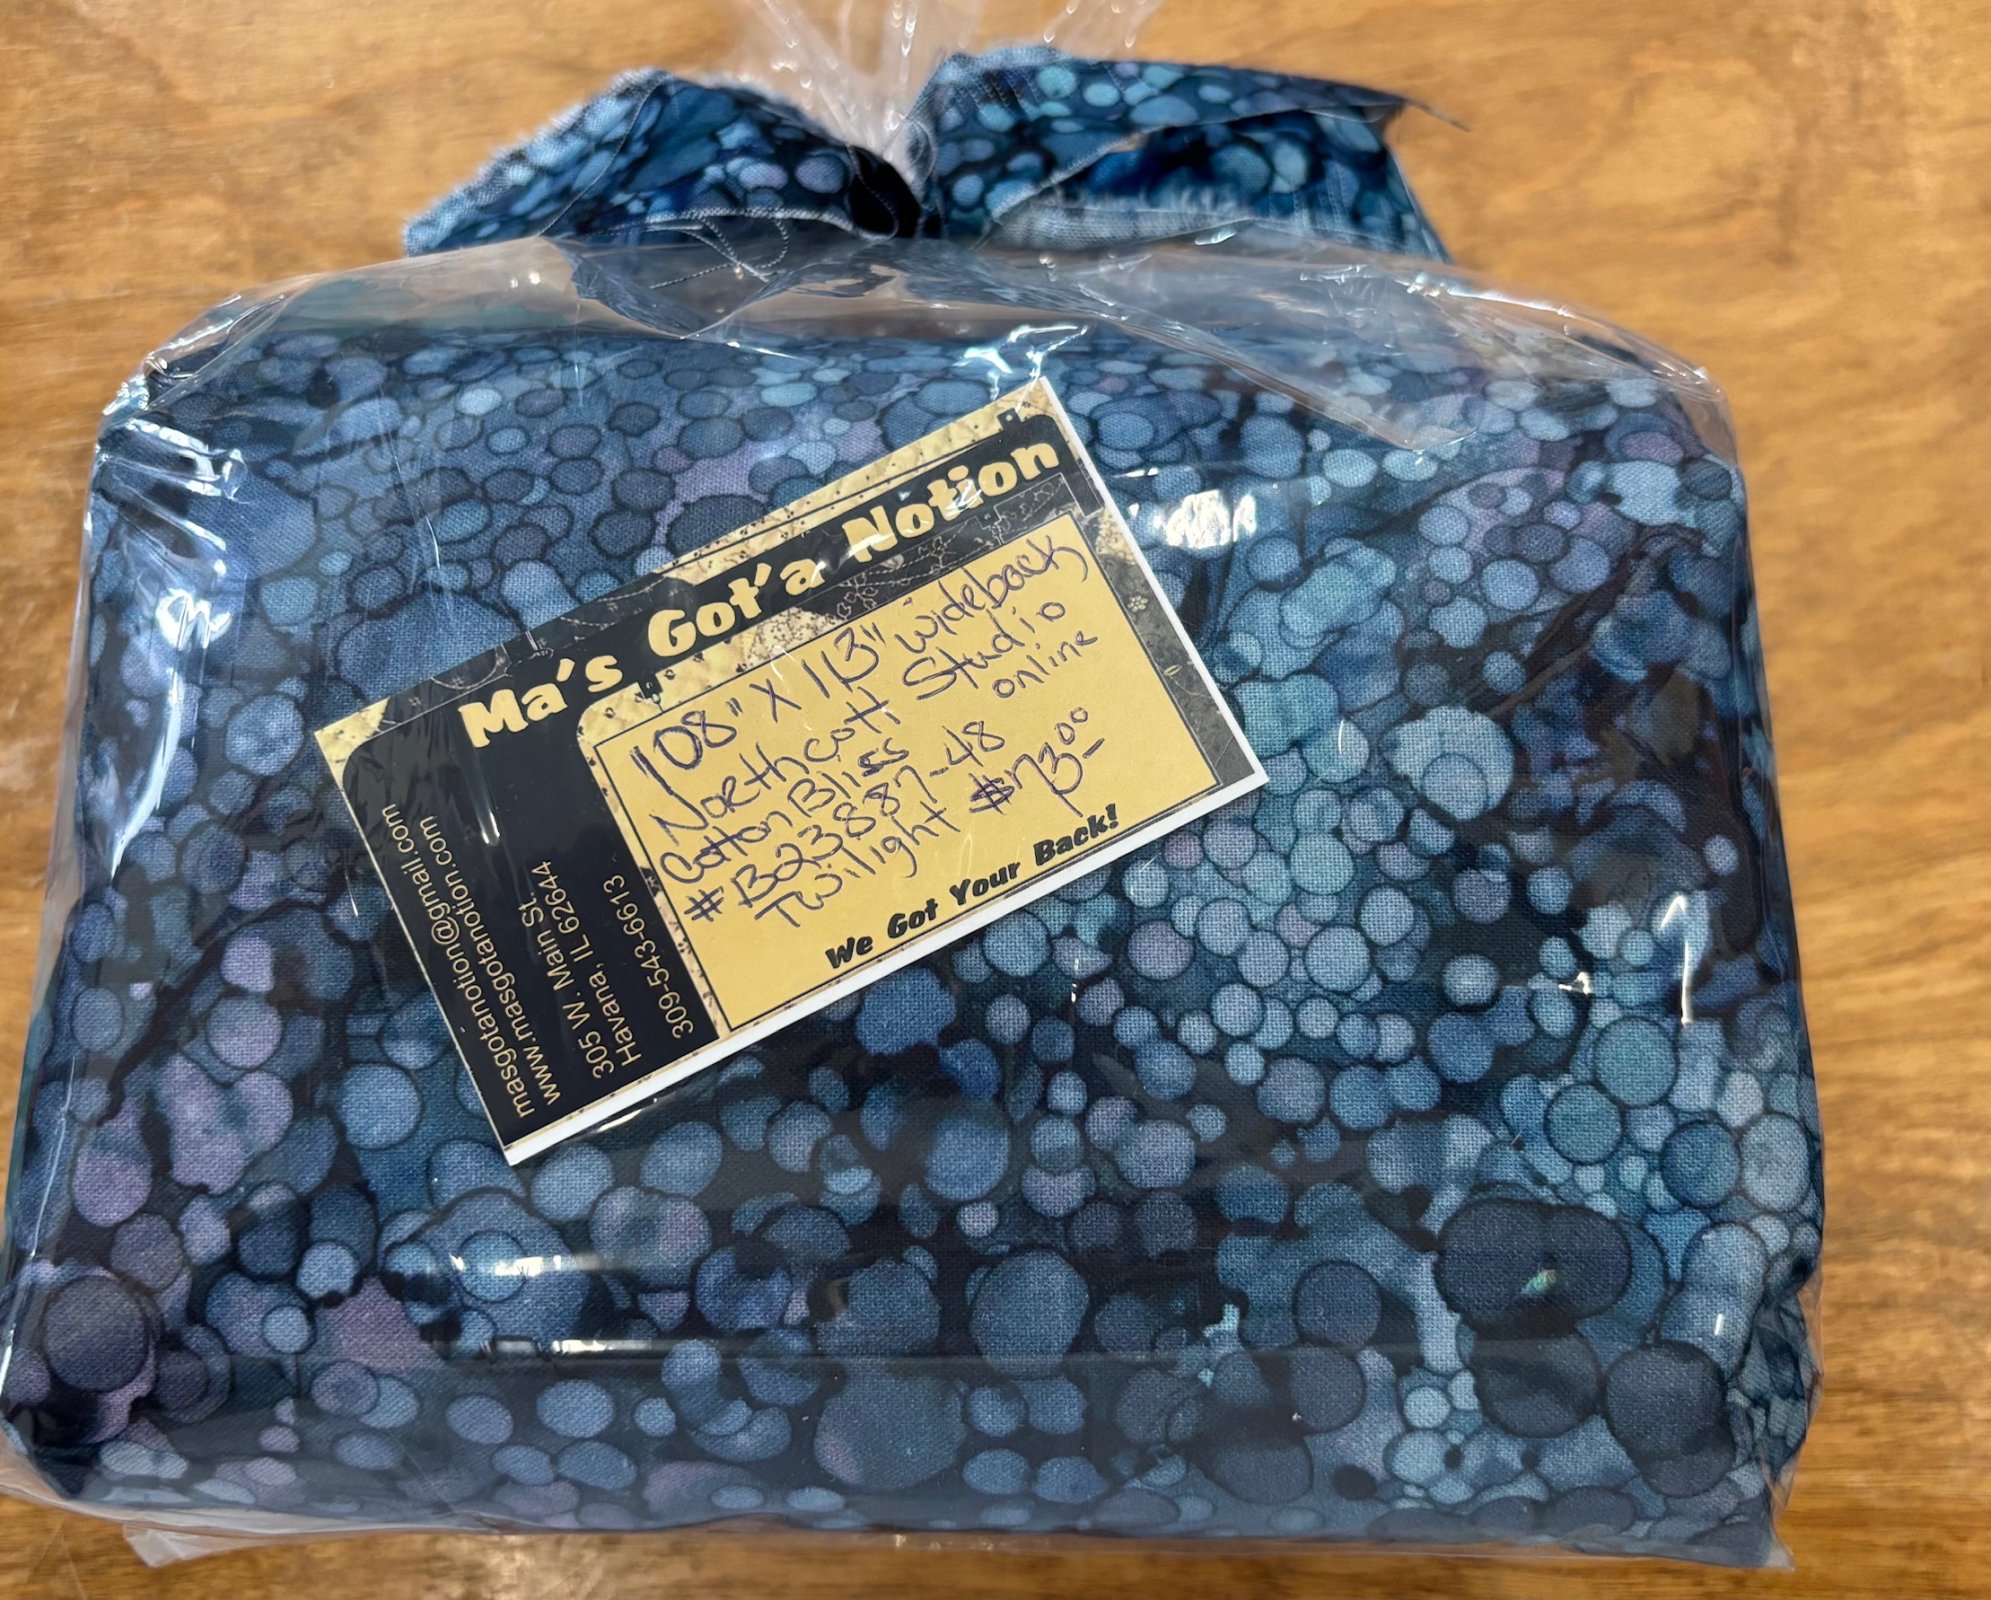 Ma's Got'a Notion
108" X 113" wideback
Northcott Studio
Cotton Bliss online
#B23887-48
Twilight $73.00
We Got Your Back!
masgotanotion@gmail.com
www.masgotanotion.com
305 W. Main St
Havana, IL 62644
309-543-6613